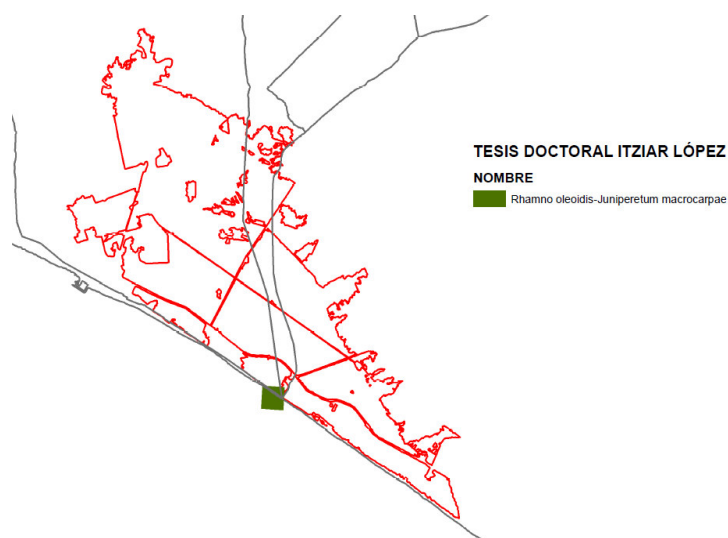 TESIS DOCTORAL ITZIAR LÓPEZ
NOMBRE
Rhamno oleoidis-Juniperetum macrocarpae